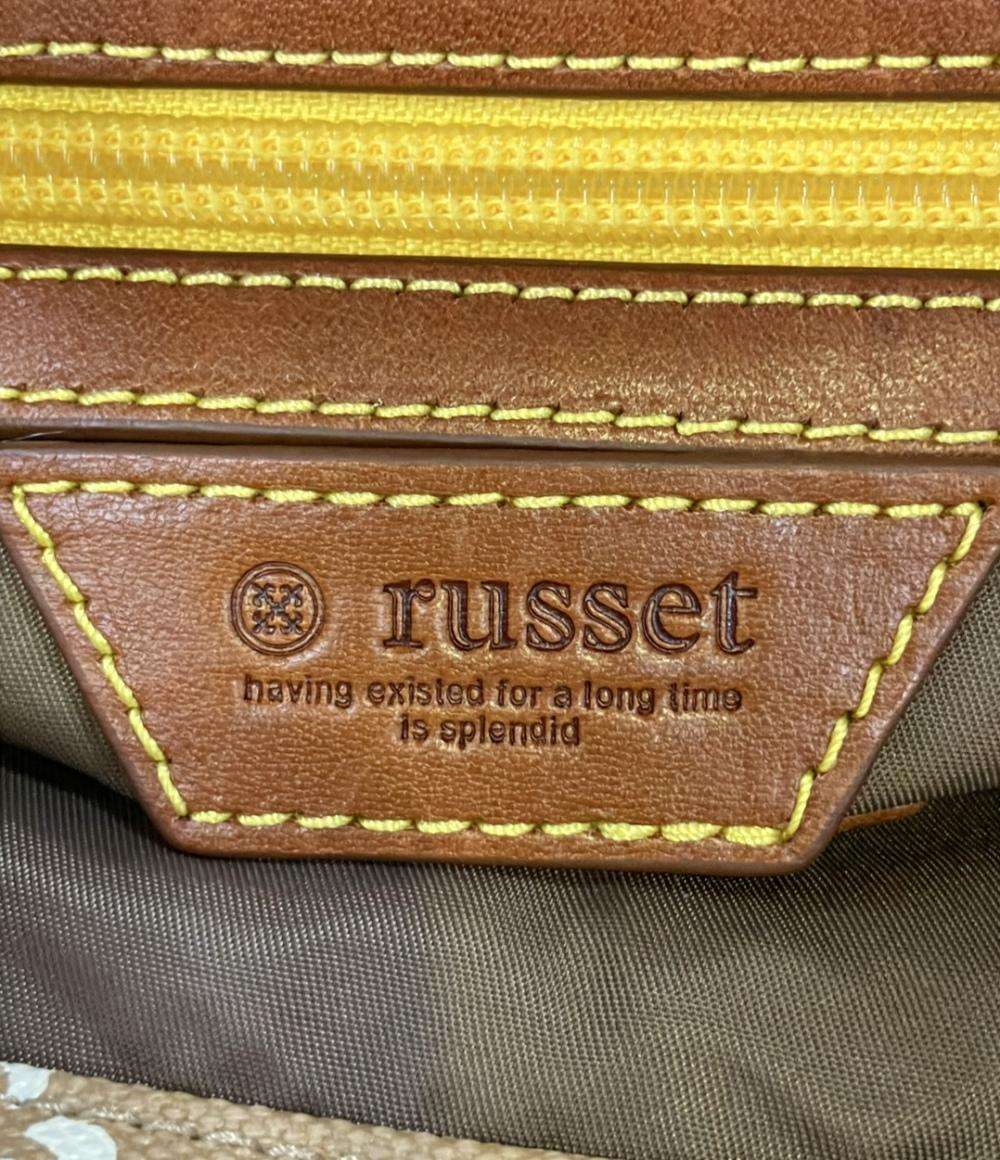 russet
having existed for a long time
is splendid